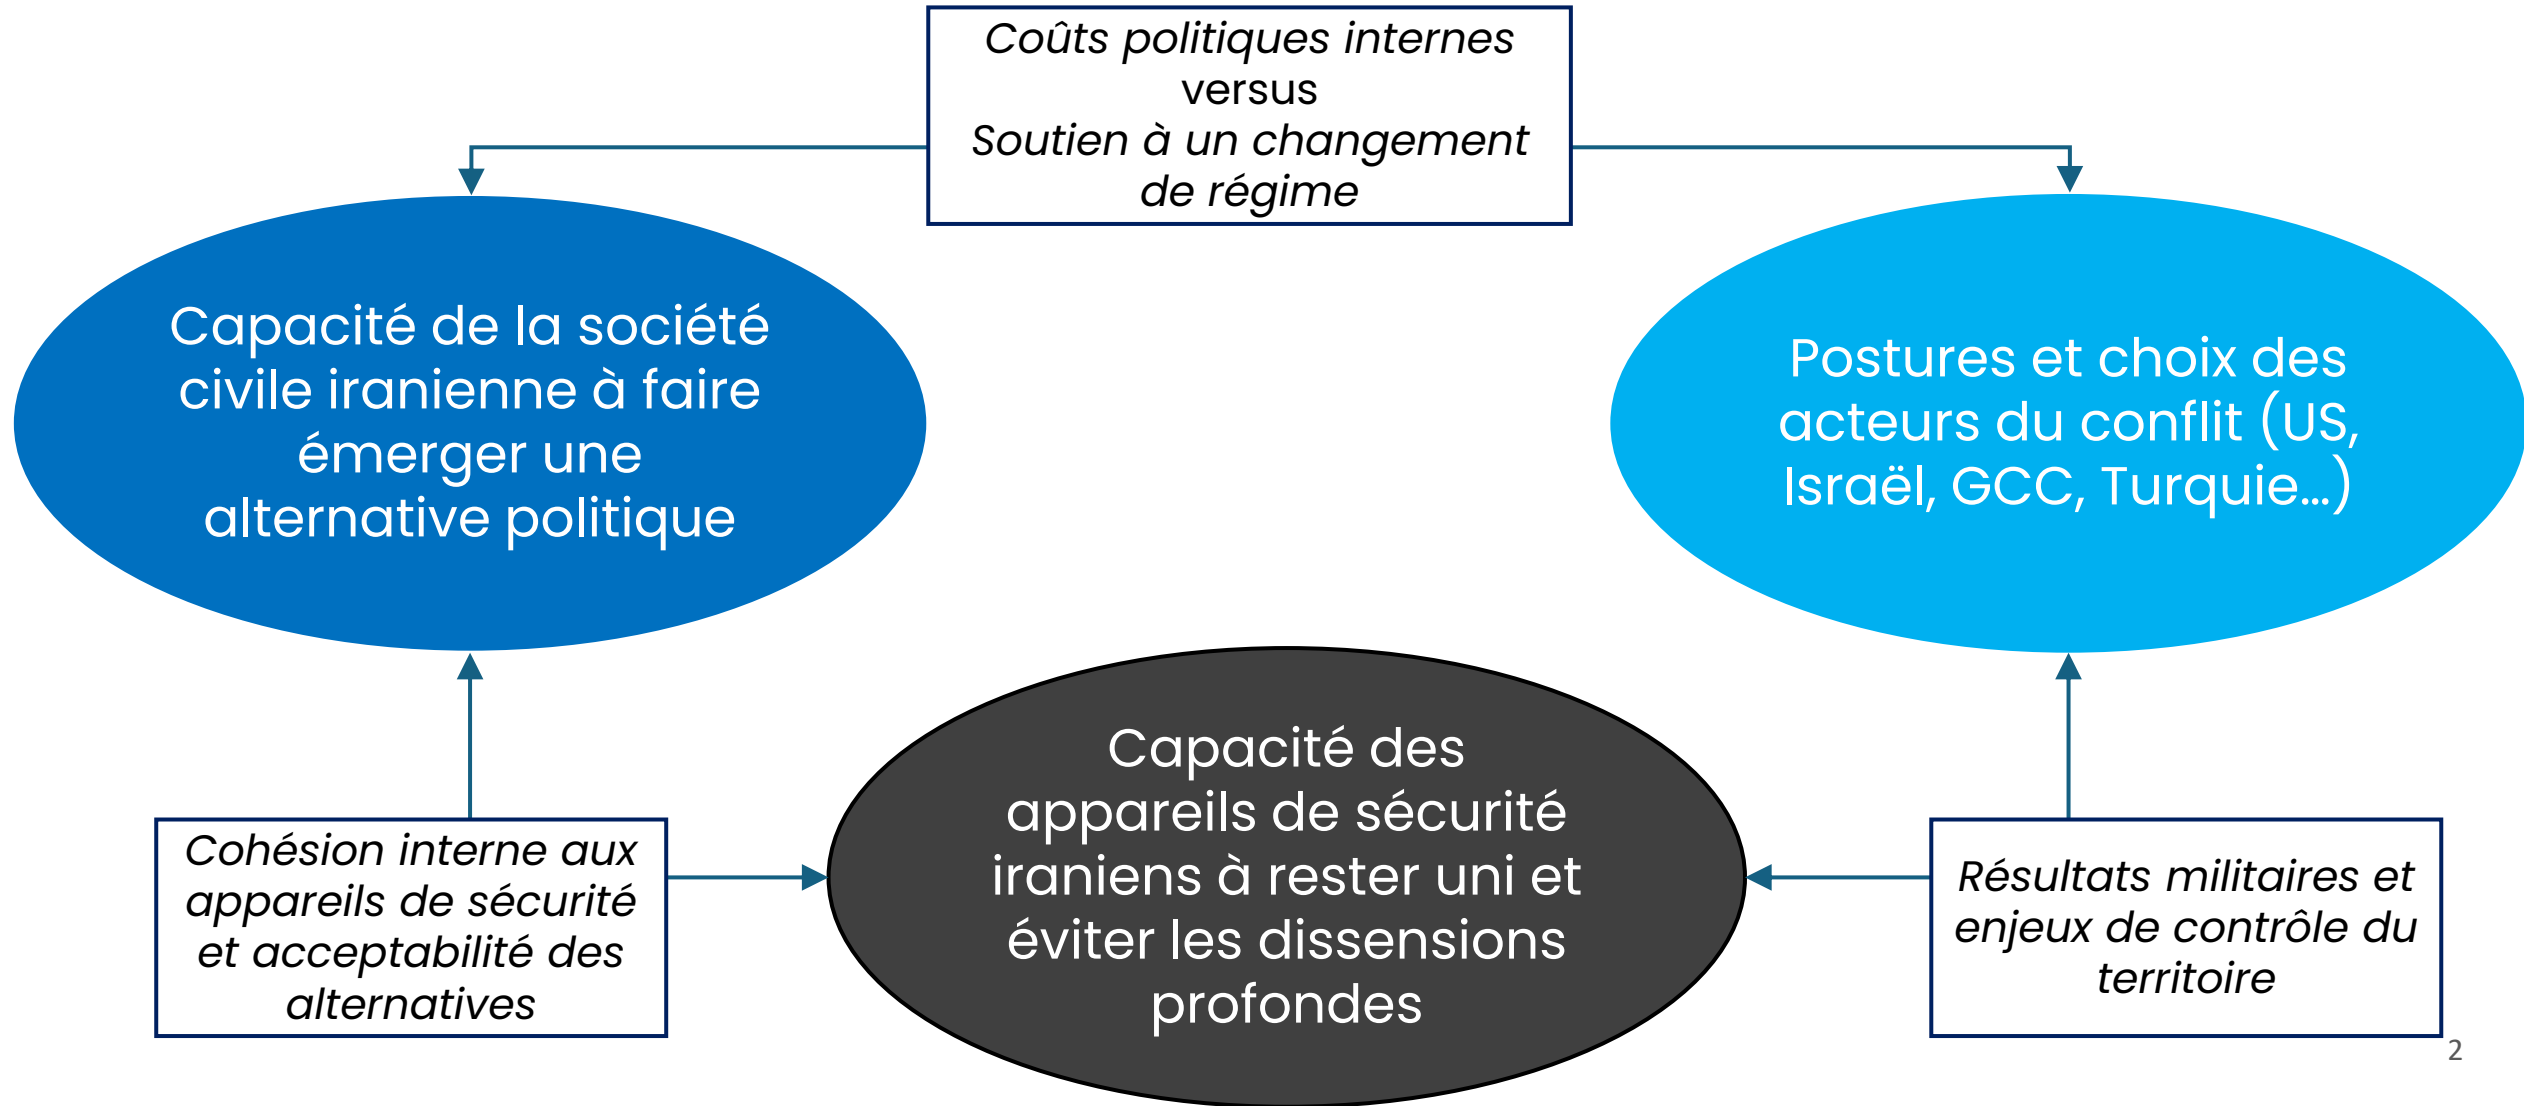 Coûts politiques internes
versus
Soutien à un changement
de régime
Capacité de la société
civile iranienne à faire
émerger une
alternative politique
Postures et choix des
acteurs du conflit (US,
Israël, GCC, Turquie…)
Capacité des
appareils de sécurité
iraniens à rester uni et
éviter les dissensions
profondes
Cohésion interne aux
appareils de sécurité
et acceptabilité des
alternatives
Résultats militaires et
enjeux de contrôle du
territoire
2